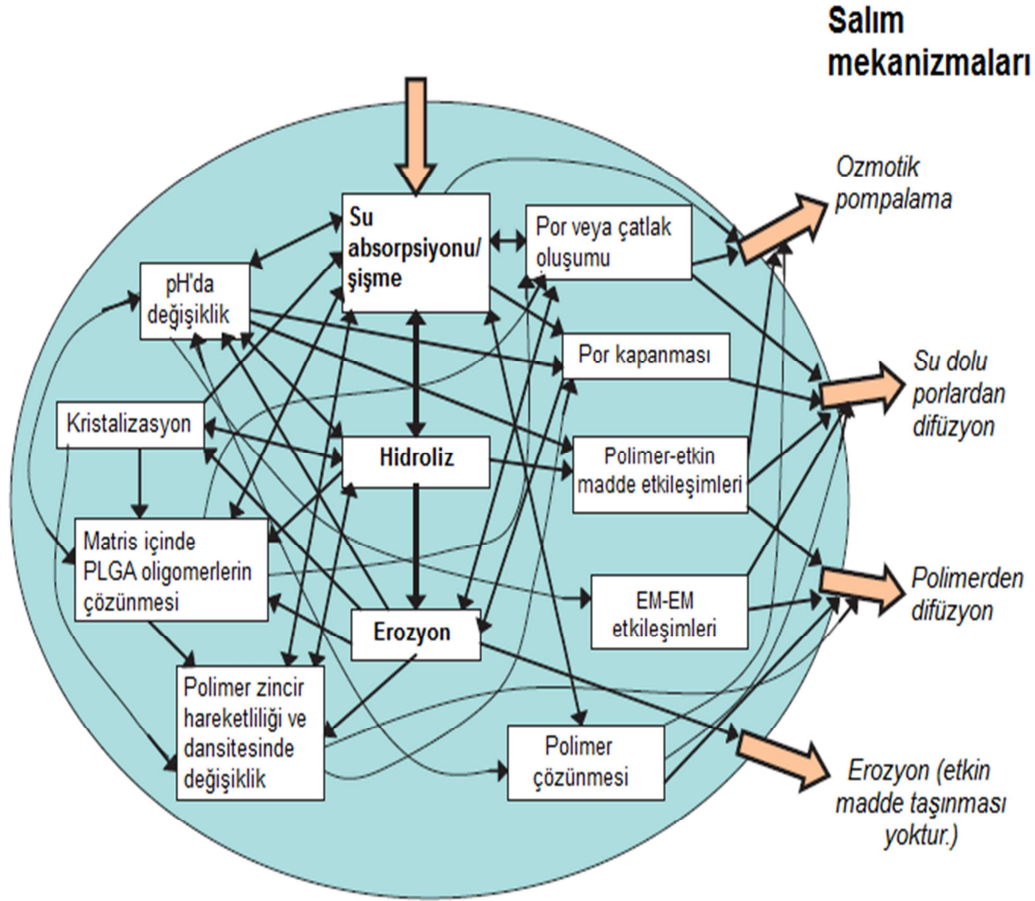 Salım
mekanizmaları
Ozmotik
pompalama
Su
absorpsiyonu/
şişme
Por veya çatlak
oluşumu
pH'da
değişiklik
Por kapanması
Su dolu
porlardan
difüzyon
Kristalizasyon
Hidroliz
Polimer-etkin
madde etkileşimleri
Matris içinde
PLGA oligomerlerin
çözünmesi
EM-EM
etkileşimleri
Polimerden
difüzyon
Erozyon
Polimer zincir
hareketliliği ve
dansitesinde
değişiklik
Polimer
çözünmesi
Erozyon (etkin
madde taşınması
yoktur.)